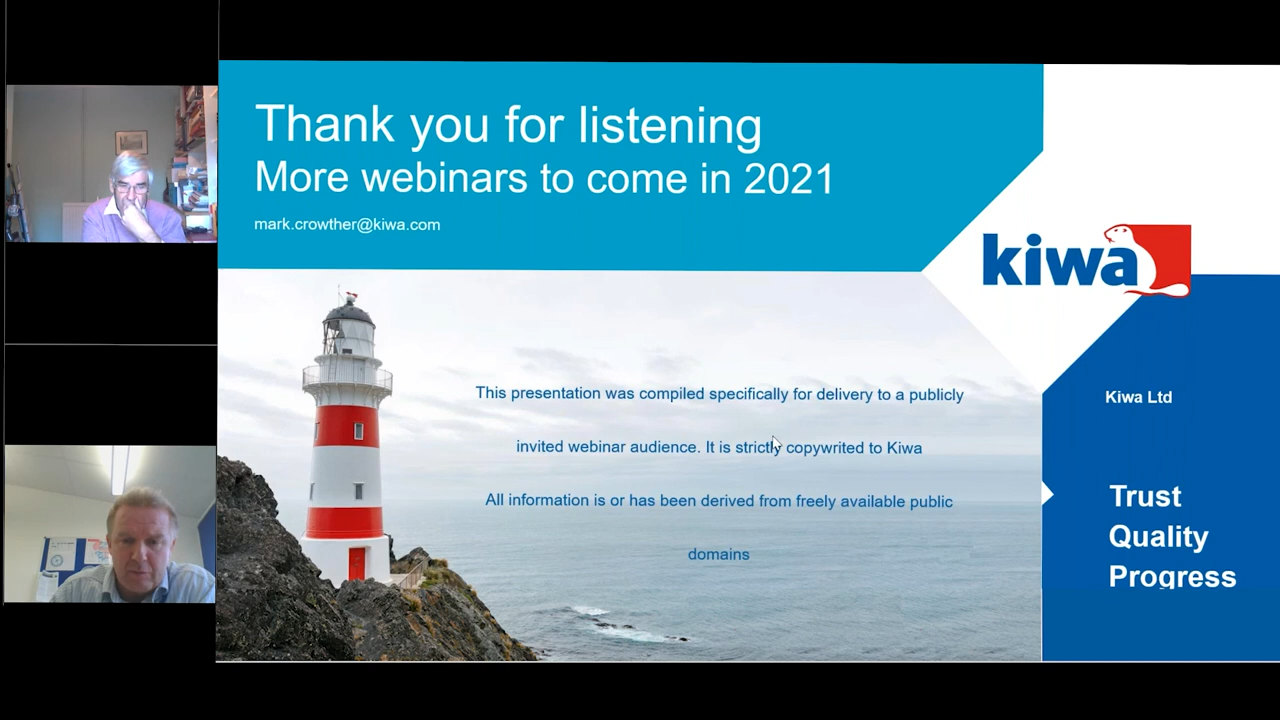 Thank you for listening
More webinars to come in 2021
mark.crowther@kiwa.com
kiwa
This presentation was compiled specifically for delivery to a publicly
invited webinar audience. It is strictly copywrited to Kiwa
All information is or has been derived from freely available public
domains
Kiwa Ltd
Trust
Quality
Progress